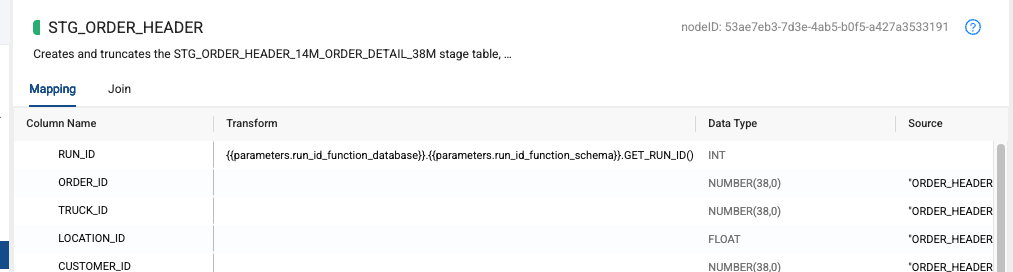 STG_ORDER_HEADER
nodeID: 53ae7eb3-7d3e-4ab5-b0f5-a427a3533191
Creates and truncates the STG_ORDER_HEADER_14M_ORDER_DETAIL_38M stage table, ...
Mapping Join
Column Name Transform Data Type Source
RUN_ID {{parameters.run_id_function_database}}.{{parameters.run_id_function_schema}}.GET_RUN_ID() INT
ORDER_ID NUMBER(38,0) "ORDER_HEADER
TRUCK_ID NUMBER(38,0) "ORDER_HEADER
LOCATION_ID FLOAT "ORDER_HEADER
CUSTOMER_ID NUMBER(38,0) "ORDER_HEADER